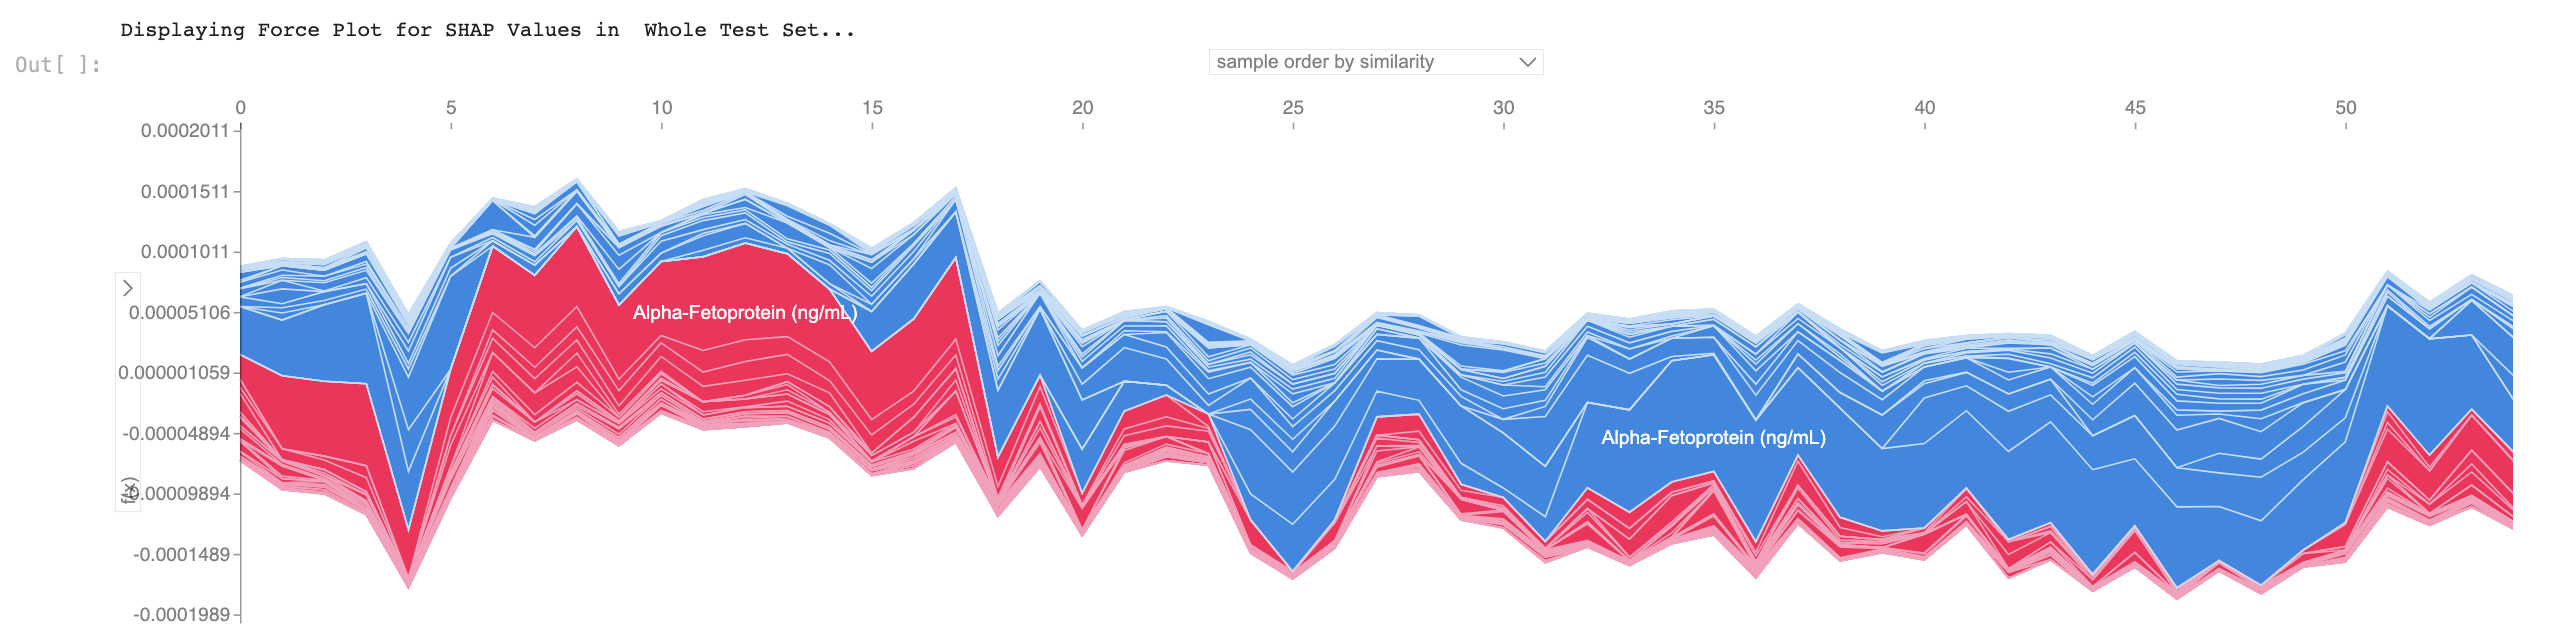 Displaying Force Plot for SHAP Values in  Whole Test Set...
Out[ ]:
sample order by similarity
0 5 10 15 20 25 30 35 40 45 50
0.0002011
0.0001511
0.0001011
0.00005106
0.000001059
-0.00004894
-0.00009894
-0.0001489
-0.0001989
f(x)
Alpha-Fetoprotein (ng/mL)
Alpha-Fetoprotein (ng/mL)